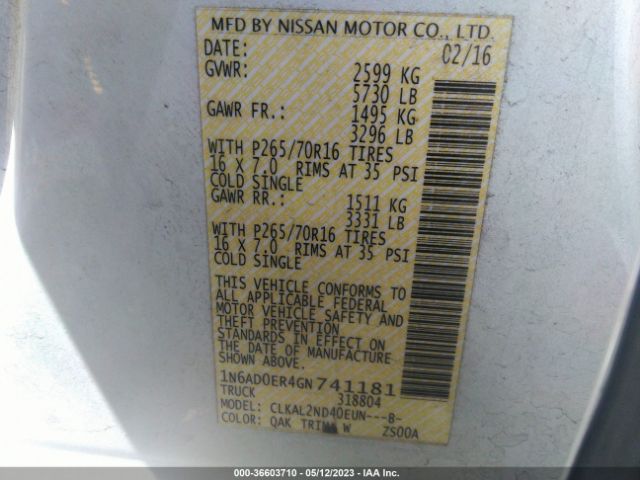 MFD BY NISSAN MOTOR CO., LTD.
DATE: 02/16
GVWR: 2599 KG
5730 LB
GAWR FR.: 1495 KG
3296 LB
WITH P265/70R16 TIRES
16 X 7.0 RIMS AT 35 PSI
COLD SINGLE
GAWR RR.: 1511 KG
3331 LB
WITH P265/70R16 TIRES
16 X 7.0 RIMS AT 35 PSI
COLD SINGLE
THIS VEHICLE CONFORMS TO
ALL APPLICABLE FEDERAL
MOTOR VEHICLE SAFETY AND
THEFT PREVENTION
STANDARDS IN EFFECT ON
THE DATE OF MANUFACTURE
SHOWN ABOVE.
1N6AD0ER4GN741181
TRUCK 318804
MODEL: CLKAL2ND40EUN---B-
COLOR: QAK TRIM: W ZS00A
000-36603710 - 05/12/2023 - IAA Inc.